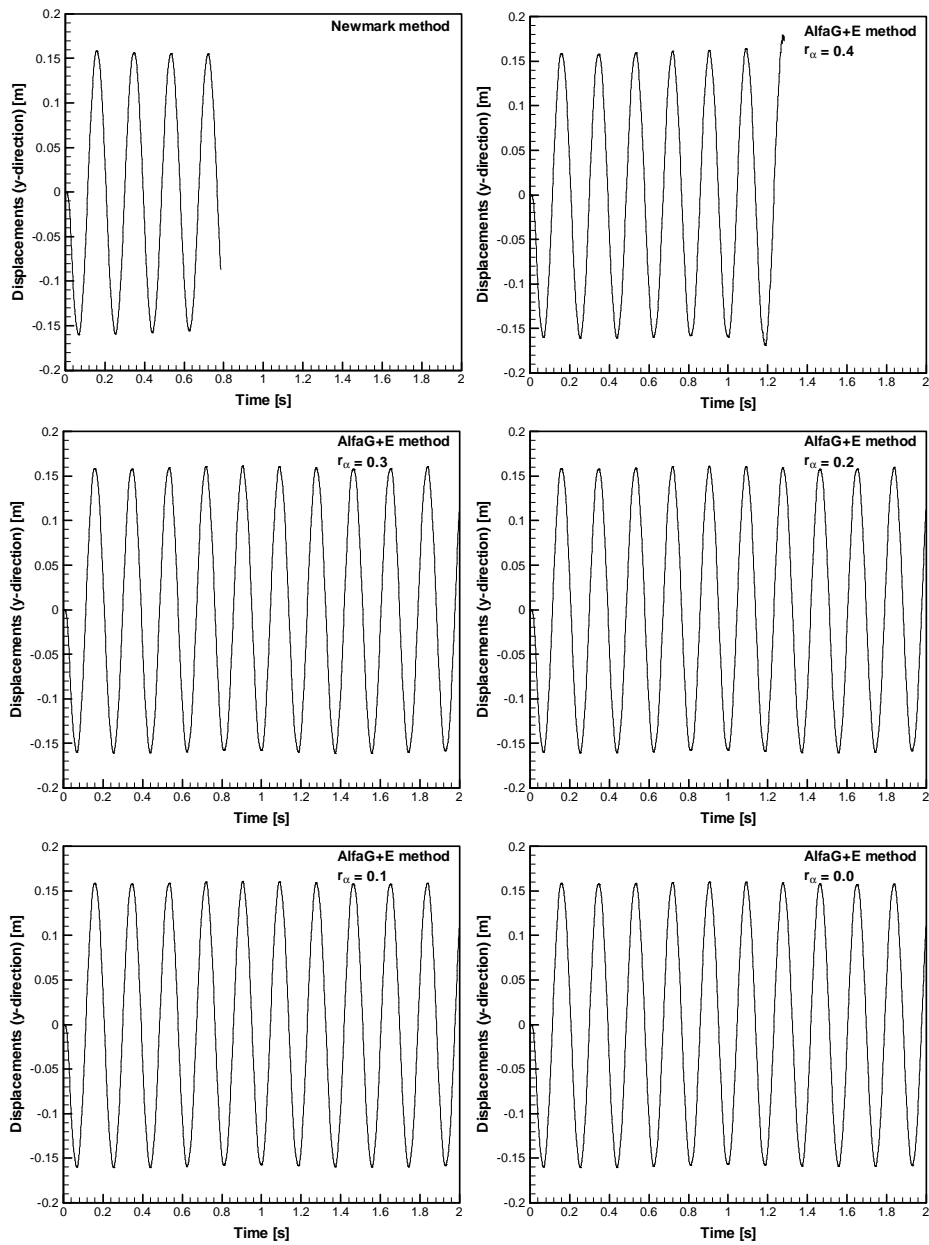 Newmark method
Displacements (y-direction) [m]
0.2
0.15
0.1
0.05
0
-0.05
-0.1
-0.15
-0.2
0 0.2 0.4 0.6 0.8 1 1.2 1.4 1.6 1.8 2
Time [s]
AlfaG+E method
rα = 0.4
Displacements (y-direction) [m]
0.2
0.15
0.1
0.05
0
-0.05
-0.1
-0.15
-0.2
0 0.2 0.4 0.6 0.8 1 1.2 1.4 1.6 1.8 2
Time [s]
AlfaG+E method
rα = 0.3
Displacements (y-direction) [m]
0.2
0.15
0.1
0.05
0
-0.05
-0.1
-0.15
-0.2
0 0.2 0.4 0.6 0.8 1 1.2 1.4 1.6 1.8 2
Time [s]
AlfaG+E method
rα = 0.2
Displacements (y-direction) [m]
0.2
0.15
0.1
0.05
0
-0.05
-0.1
-0.15
-0.2
0 0.2 0.4 0.6 0.8 1 1.2 1.4 1.6 1.8 2
Time [s]
AlfaG+E method
rα = 0.1
Displacements (y-direction) [m]
0.2
0.15
0.1
0.05
0
-0.05
-0.1
-0.15
-0.2
0 0.2 0.4 0.6 0.8 1 1.2 1.4 1.6 1.8 2
Time [s]
AlfaG+E method
rα = 0.0
Displacements (y-direction) [m]
0.2
0.15
0.1
0.05
0
-0.05
-0.1
-0.15
-0.2
0 0.2 0.4 0.6 0.8 1 1.2 1.4 1.6 1.8 2
Time [s]